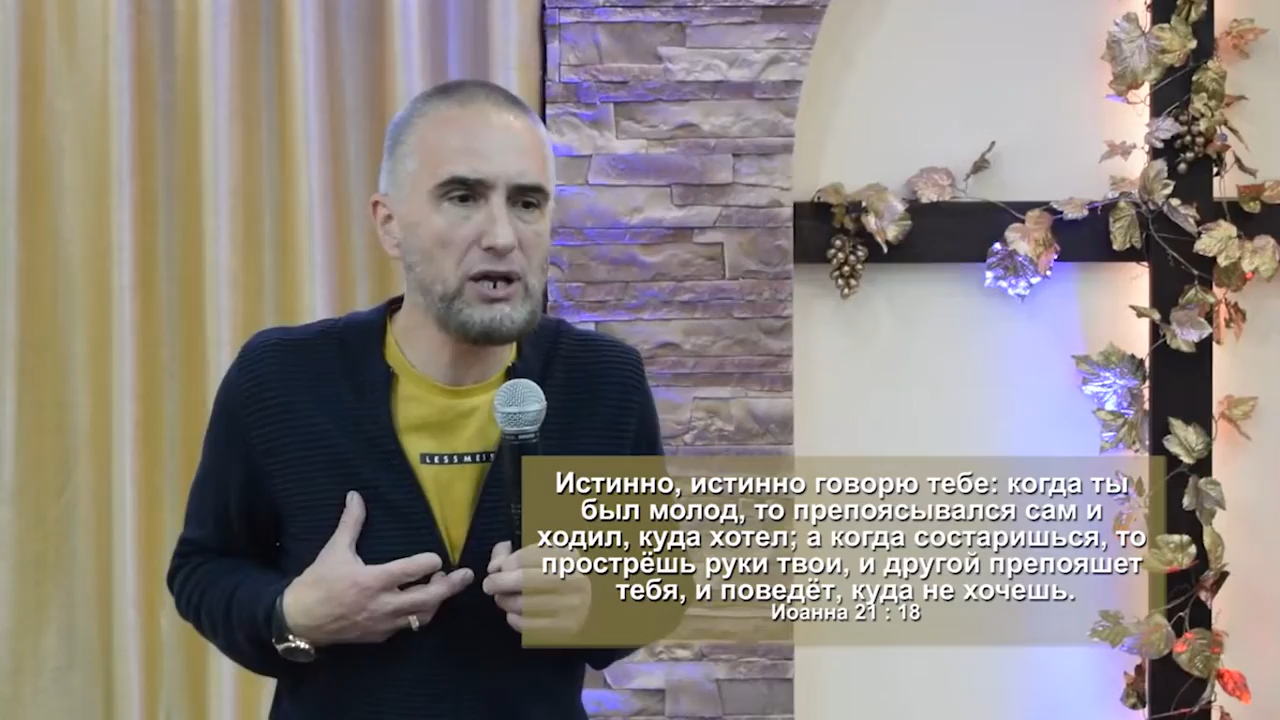 LESSMEIS
Истинно, истинно говорю тебе: когда ты
был молод, то препоясывался сам и
ходил, куда хотел; а когда состаришься, то
прострёшь руки твои, и другой препояшет
тебя, и поведёт, куда не хочешь.
Иоанна 21 : 18